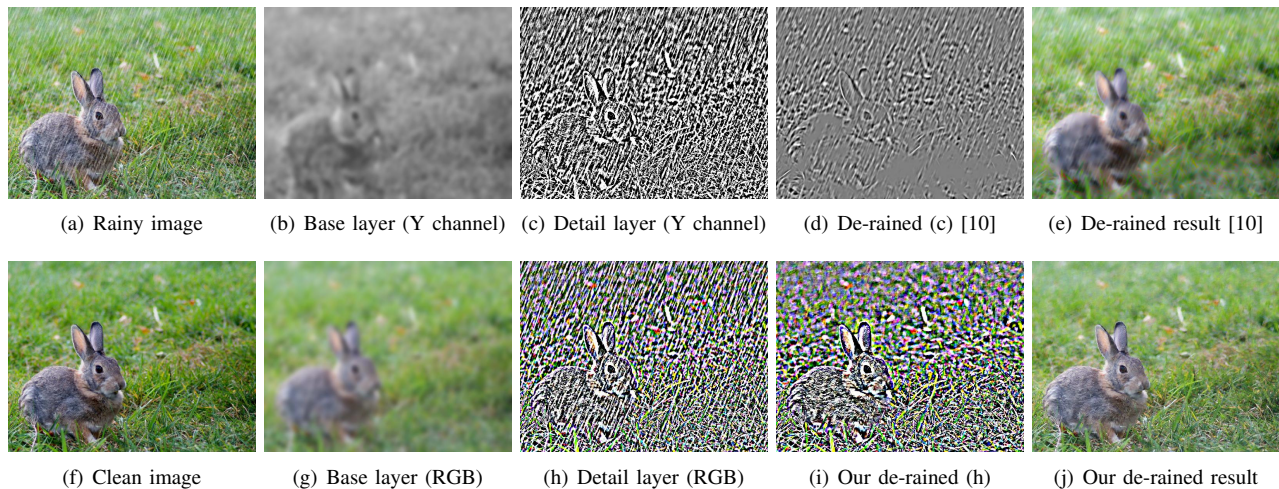 (a) Rainy image
(b) Base layer (Y channel)
(c) Detail layer (Y channel)
(d) De-rained (c) [10]
(e) De-rained result [10]
(f) Clean image
(g) Base layer (RGB)
(h) Detail layer (RGB)
(i) Our de-rained (h)
(j) Our de-rained result